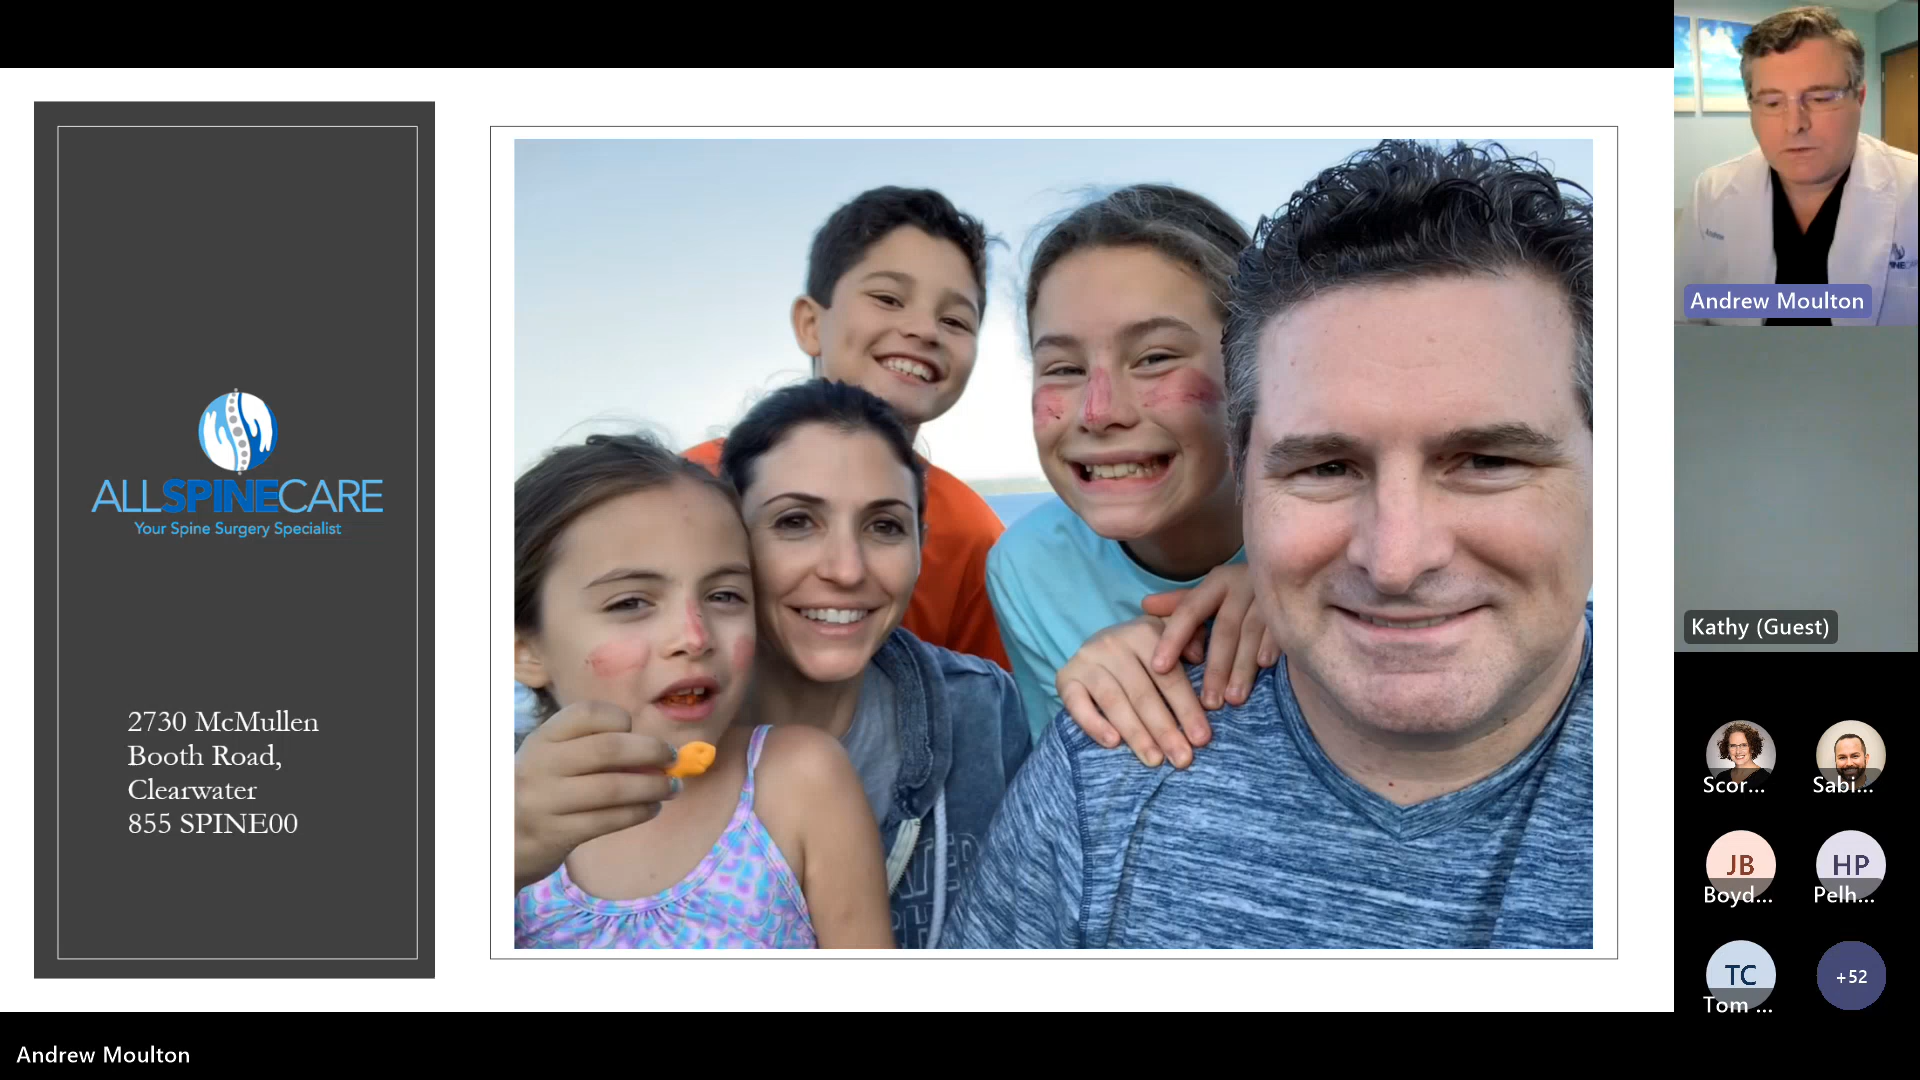 ALLSPINECARE
Your Spine Surgery Specialist
2730 McMullen
Booth Road,
Clearwater
855 SPINE00
Andrew Moulton
Kathy (Guest)
Scor...
Sabi...
JB
Boyd...
HP
Pelh...
TC
Tom ...
+52
Andrew Moulton